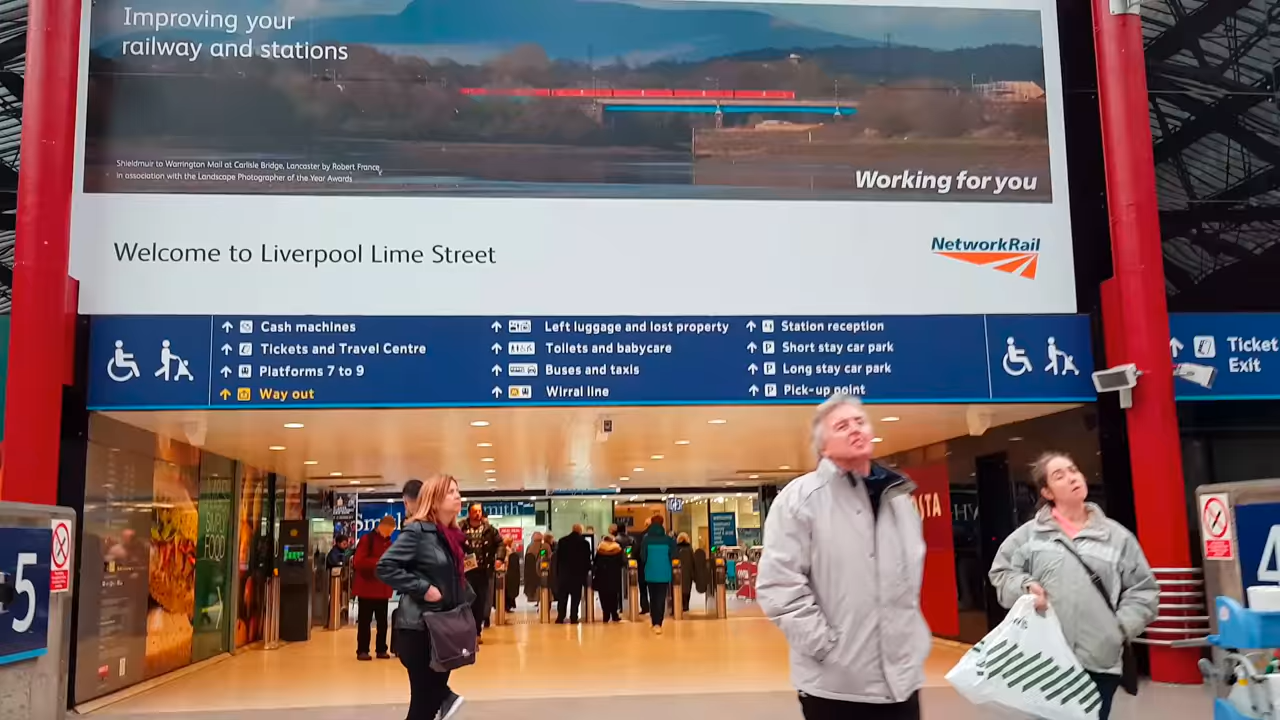 Improving your
railway and stations
Shieldmuir to Warrington Mail at Carlisle Bridge, Lancaster by Robert France,
in association with the Landscape Photographer of the Year Awards
Working for you
Welcome to Liverpool Lime Street
NetworkRail
Cash machines
Tickets and Travel Centre
Platforms 7 to 9
Way out
Left luggage and lost property
Toilets and babycare
Buses and taxis
Wirral line
Station reception
P Short stay car park
P Long stay car park
P Pick-up point
Ticket
Exit
SIMPLY
FOOD
5
4